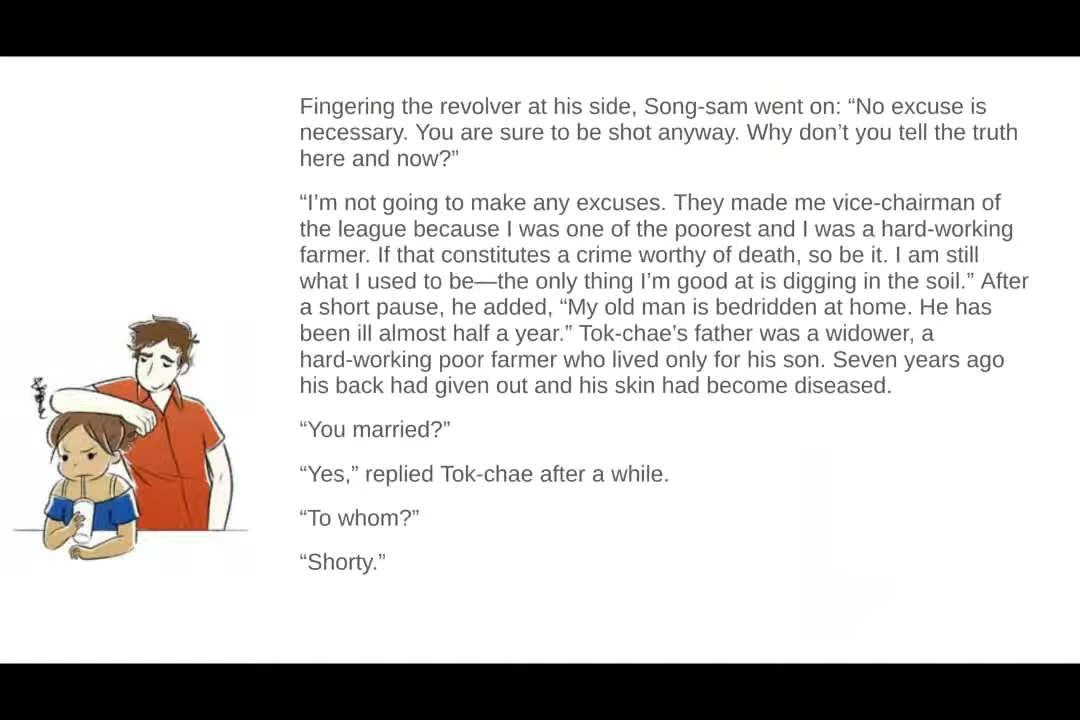 Fingering the revolver at his side, Song-sam went on: “No excuse is
necessary. You are sure to be shot anyway. Why don’t you tell the truth
here and now?”
“I’m not going to make any excuses. They made me vice-chairman of
the league because I was one of the poorest and I was a hard-working
farmer. If that constitutes a crime worthy of death, so be it. I am still
what I used to be—the only thing I’m good at is digging in the soil.” After
a short pause, he added, “My old man is bedridden at home. He has
been ill almost half a year.” Tok-chae’s father was a widower, a
hard-working poor farmer who lived only for his son. Seven years ago
his back had given out and his skin had become diseased.
“You married?”
“Yes,” replied Tok-chae after a while.
“To whom?”
“Shorty.”